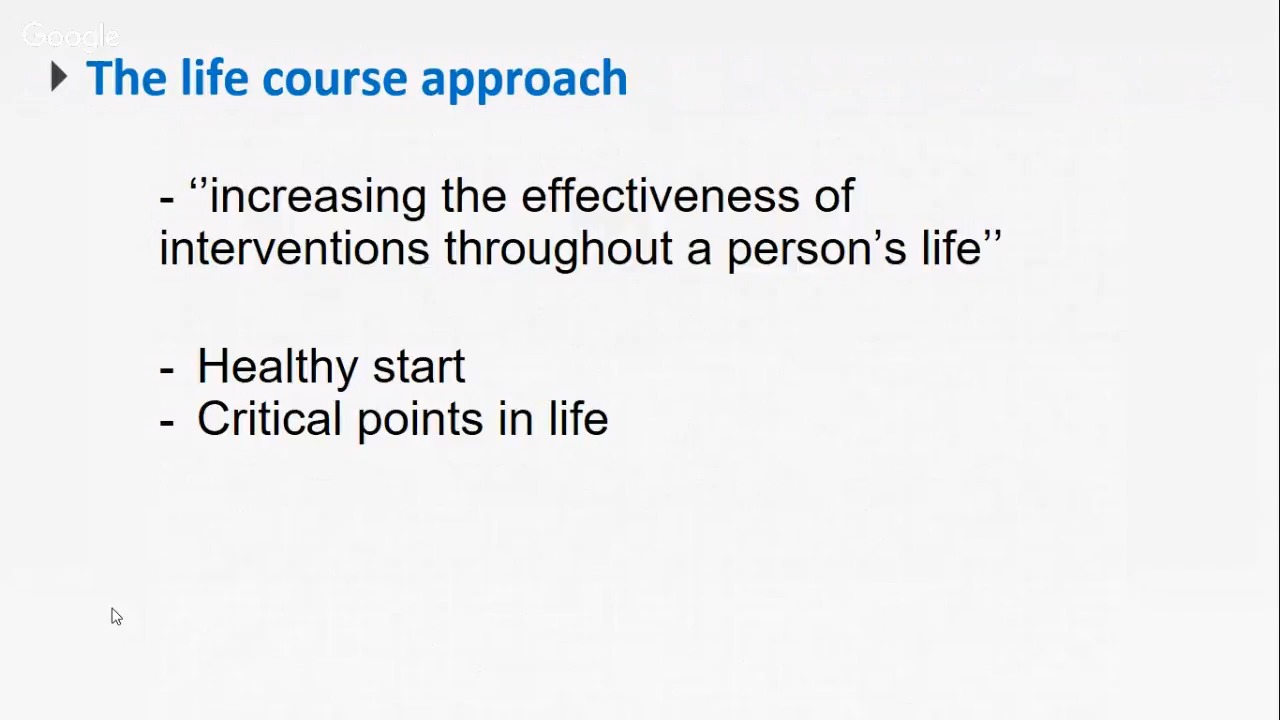 Google
The life course approach
- ‘’increasing the effectiveness of
interventions throughout a person’s life’’
- Healthy start
- Critical points in life